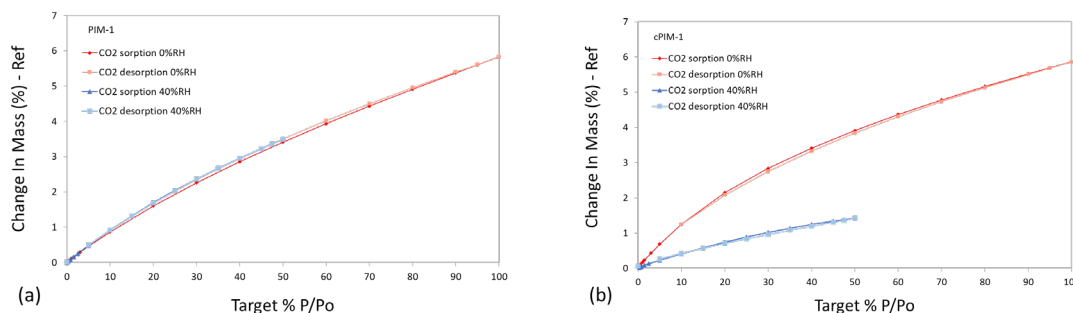 7
6
5
4
3
2
1
0
Change In Mass (%) - Ref
PIM-1
CO2 sorption 0%RH
CO2 desorption 0%RH
CO2 sorption 40%RH
CO2 desorption 40%RH
0 10 20 30 40 50 60 70 80 90 100
Target % P/Po
(a)
7
6
5
4
3
2
1
0
Change In Mass (%) - Ref
cPIM-1
CO2 sorption 0%RH
CO2 desorption 0%RH
CO2 sorption 40%RH
CO2 desorption 40%RH
0 10 20 30 40 50 60 70 80 90 100
Target % P/Po
(b)